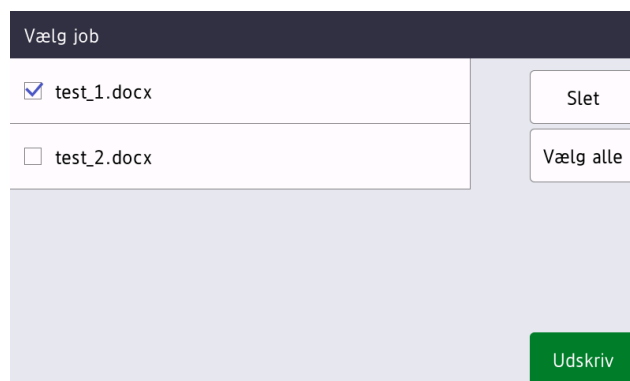 Vælg job
test_1.docx
test_2.docx
Slet
Vælg alle
Udskriv